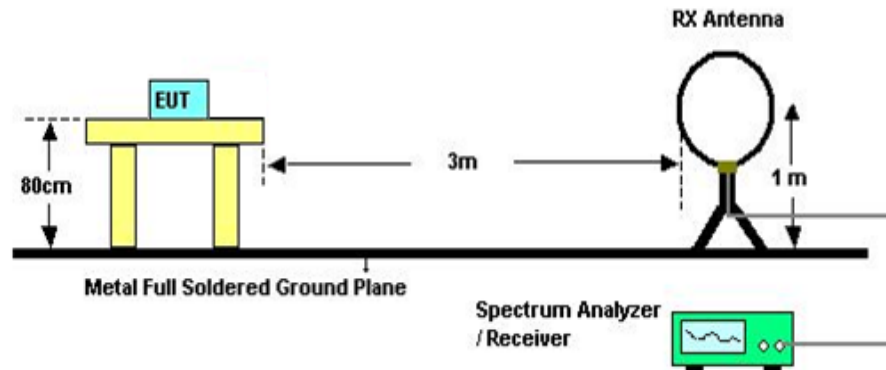 RX Antenna
EUT
3m
80cm
1 m
Metal Full Soldered Ground Plane
Spectrum Analyzer
/ Receiver